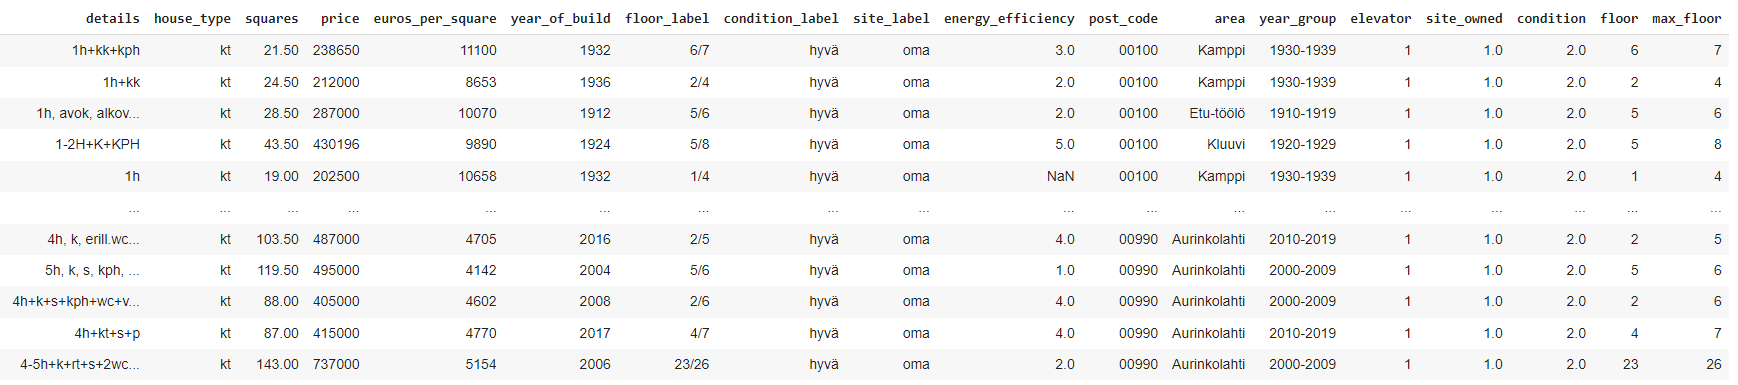 details house_type squares price euros_per_square year_of_build floor_label condition_label site_label energy_efficiency post_code area year_group elevator site_owned condition floor max_floor
1h+kk+kph kt 21.50 238650 11100 1932 6/7 hyvä oma 3.0 00100 Kamppi 1930-1939 1 1.0 2.0 6 7
1h+kk kt 24.50 212000 8653 1936 2/4 hyvä oma 2.0 00100 Kamppi 1930-1939 1 1.0 2.0 2 4
1h, avok, alkov... kt 28.50 287000 10070 1912 5/6 hyvä oma 2.0 00100 Etu-töölö 1910-1919 1 1.0 2.0 5 6
1-2H+K+KPH kt 43.50 430196 9890 1924 5/8 hyvä oma 5.0 00100 Kluuvi 1920-1929 1 1.0 2.0 5 8
1h kt 19.00 202500 10658 1932 1/4 hyvä oma NaN 00100 Kamppi 1930-1939 1 1.0 2.0 1 4
... ... ... ... ... ... ... ... ... ... ... ... ... ... ... ... ... ...
4h, k, erill.wc... kt 103.50 487000 4705 2016 2/5 hyvä oma 4.0 00990 Aurinkolahti 2010-2019 1 1.0 2.0 2 5
5h, k, s, kph, ... kt 119.50 495000 4142 2004 5/6 hyvä oma 1.0 00990 Aurinkolahti 2000-2009 1 1.0 2.0 5 6
4h+k+s+kph+wc+v... kt 88.00 405000 4602 2008 2/6 hyvä oma 4.0 00990 Aurinkolahti 2000-2009 1 1.0 2.0 2 6
4h+kt+s+p kt 87.00 415000 4770 2017 4/7 hyvä oma 4.0 00990 Aurinkolahti 2010-2019 1 1.0 2.0 4 7
4-5h+k+rt+s+2wc... kt 143.00 737000 5154 2006 23/26 hyvä oma 2.0 00990 Aurinkolahti 2000-2009 1 1.0 2.0 23 26